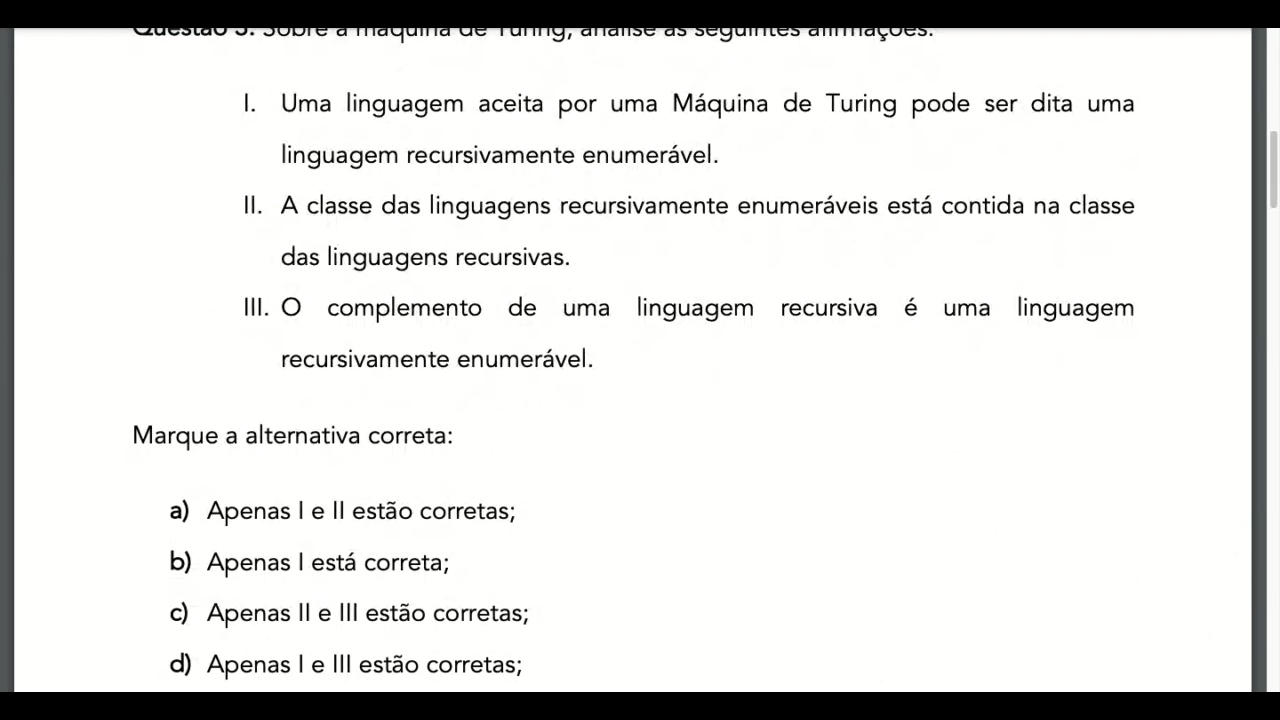 Questão 3. Sobre a máquina de Turing, analise as seguintes afirmações:
I. Uma linguagem aceita por uma Máquina de Turing pode ser dita uma
linguagem recursivamente enumerável.
II. A classe das linguagens recursivamente enumeráveis está contida na classe
das linguagens recursivas.
III. O complemento de uma linguagem recursiva é uma linguagem
recursivamente enumerável.
Marque a alternativa correta:
a) Apenas I e II estão corretas;
b) Apenas I está correta;
c) Apenas II e III estão corretas;
d) Apenas I e III estão corretas;